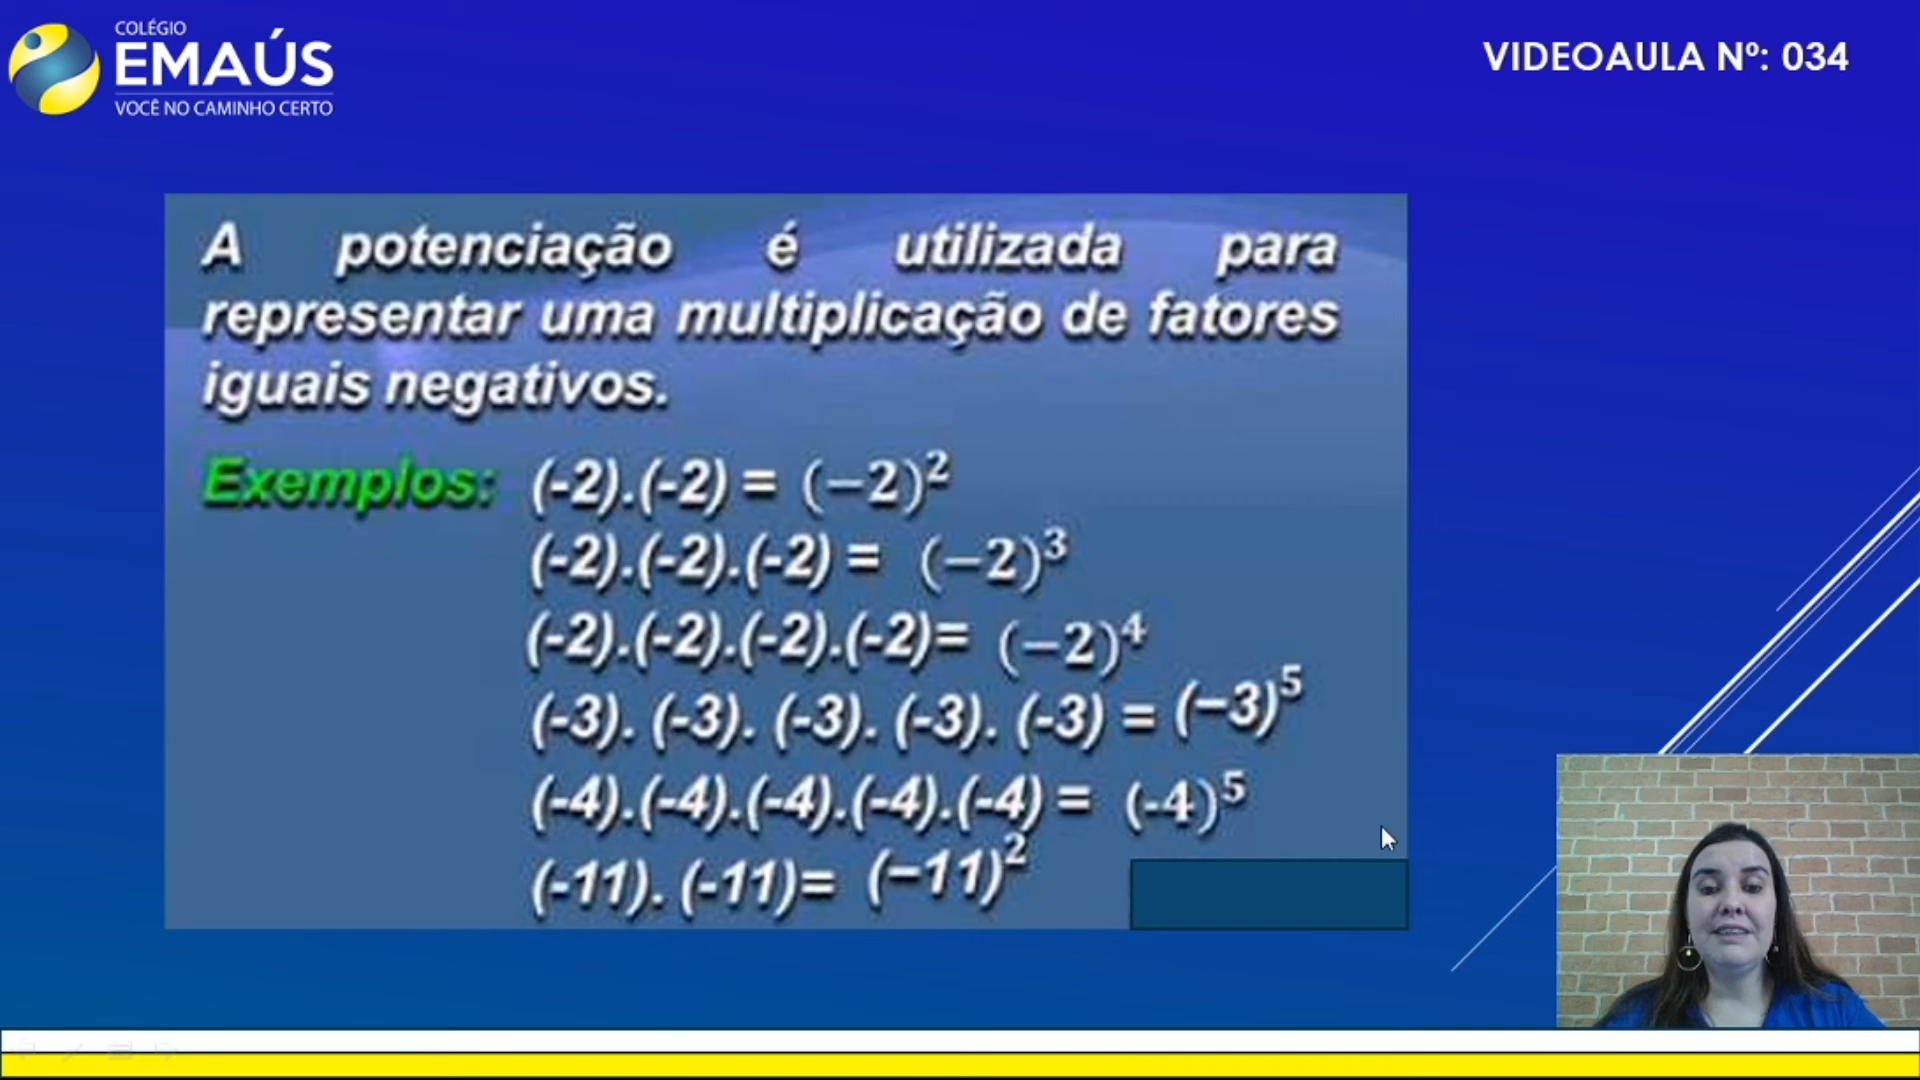 COLÉGIO
EMAÚS
VOCÊ NO CAMINHO CERTO
VIDEOAULA Nº: 034
A potenciação é utilizada para
representar uma multiplicação de fatores
iguais negativos.
Exemplos: (-2).(-2) = (−2)²
(-2).(-2).(-2) = (−2)³
(-2).(-2).(-2).(-2)= (−2)⁴
(-3). (-3). (-3). (-3). (-3) = (−3)⁵
(-4).(-4).(-4).(-4).(-4) = (-4)⁵
(-11). (-11)= (−11)²